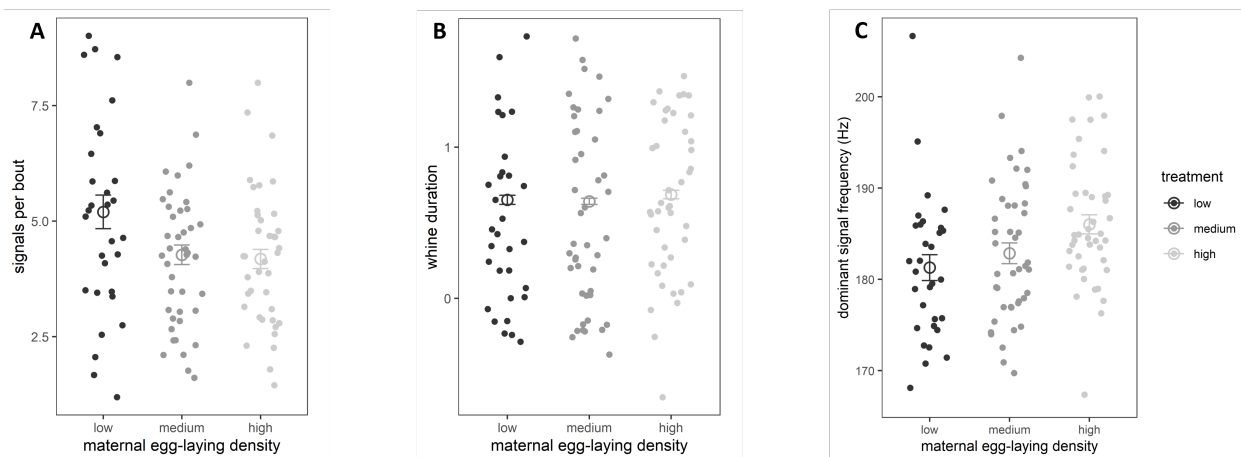 A
signals per bout
7.5
5.0
2.5
low medium high
maternal egg-laying density
B
whine duration
1
0
low medium high
maternal egg-laying density
C
dominant signal frequency (Hz)
200
190
180
170
low medium high
maternal egg-laying density
treatment
low
medium
high